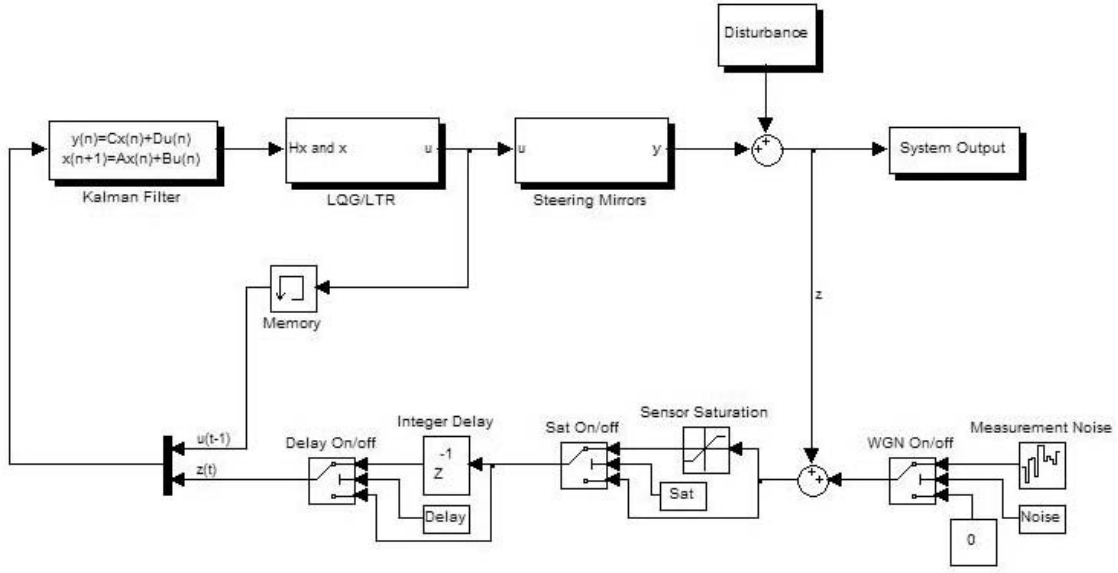 Disturbance
y(n)=Cx(n)+Du(n)
x(n+1)=Ax(n)+Bu(n)
Kalman Filter
Hx and x
u
LQG/LTR
u
y
Steering Mirrors
+
+
System Output
Memory
z
u(t-1)
z(t)
Delay On/off
Integer Delay
-1
Z
Delay
Sat On/off
Sensor Saturation
Sat
+
+
WGN On/off
Measurement Noise
Noise
0